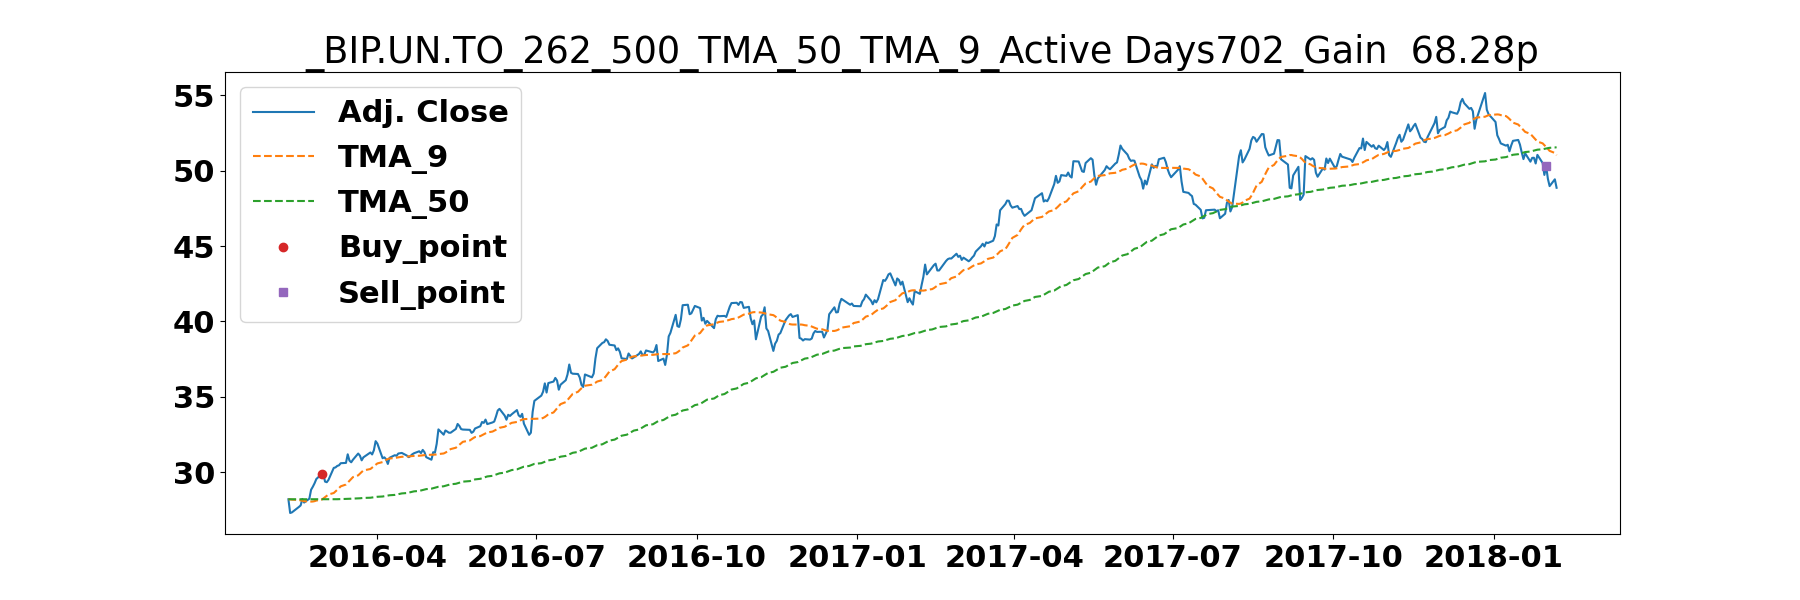 _BIP.UN.TO_262_500_TMA_50_TMA_9_Active Days702_Gain  68.28p
55
50
45
40
35
30
Adj. Close
TMA_9
TMA_50
Buy_point
Sell_point
2016-04 2016-07 2016-10 2017-01 2017-04 2017-07 2017-10 2018-01